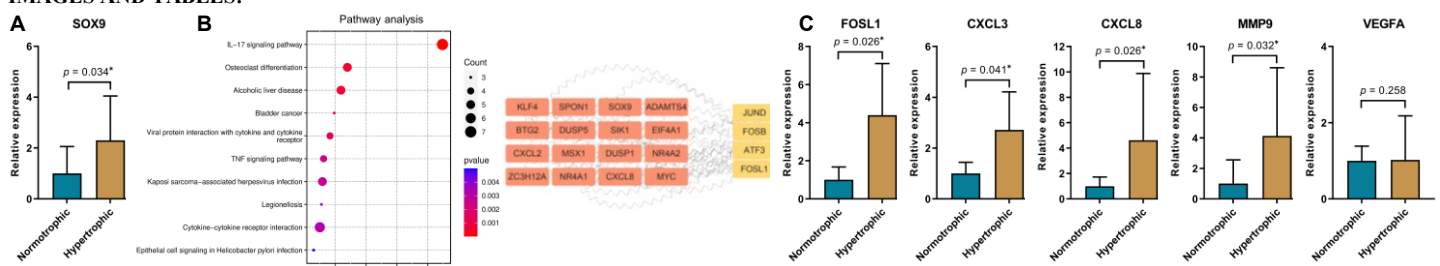 IMAGES AND TABLES:
A
SOX9
Relative expression
6
4
2
0
p = 0.034*
Normotrophic
Hypertrophic
B
Pathway analysis
IL-17 signaling pathway
Osteoclast differentiation
Alcoholic liver disease
Bladder cancer
Viral protein interaction with cytokine and cytokine
receptor
TNF signaling pathway
Kaposi sarcoma-associated herpesvirus infection
Legionellosis
Cytokine-cytokine receptor interaction
Epithelial cell signaling in Helicobacter pylori infection
Count
3
4
5
6
7
pvalue
0.004
0.003
0.002
0.001
KLF4 SPON1 SOX9 ADAMTS4
BTG2 DUSP5 SIK1 EIF4A1
CXCL2 MSX1 DUSP1 NR4A2
ZC3H12A NR4A1 CXCL8 MYC
JUND
FOSB
ATF3
FOSL1
C
FOSL1
Relative expression
8
6
4
2
0
p = 0.026*
Normotrophic
Hypertrophic
CXCL3
Relative expression
6
4
2
0
p = 0.041*
Normotrophic
Hypertrophic
CXCL8
Relative expression
12
10
8
6
4
2
0
p = 0.026*
Normotrophic
Hypertrophic
MMP9
Relative expression
10
8
6
4
2
0
p = 0.032*
Normotrophic
Hypertrophic
VEGFA
Relative expression
4
2
0
p = 0.258
Normotrophic
Hypertrophic